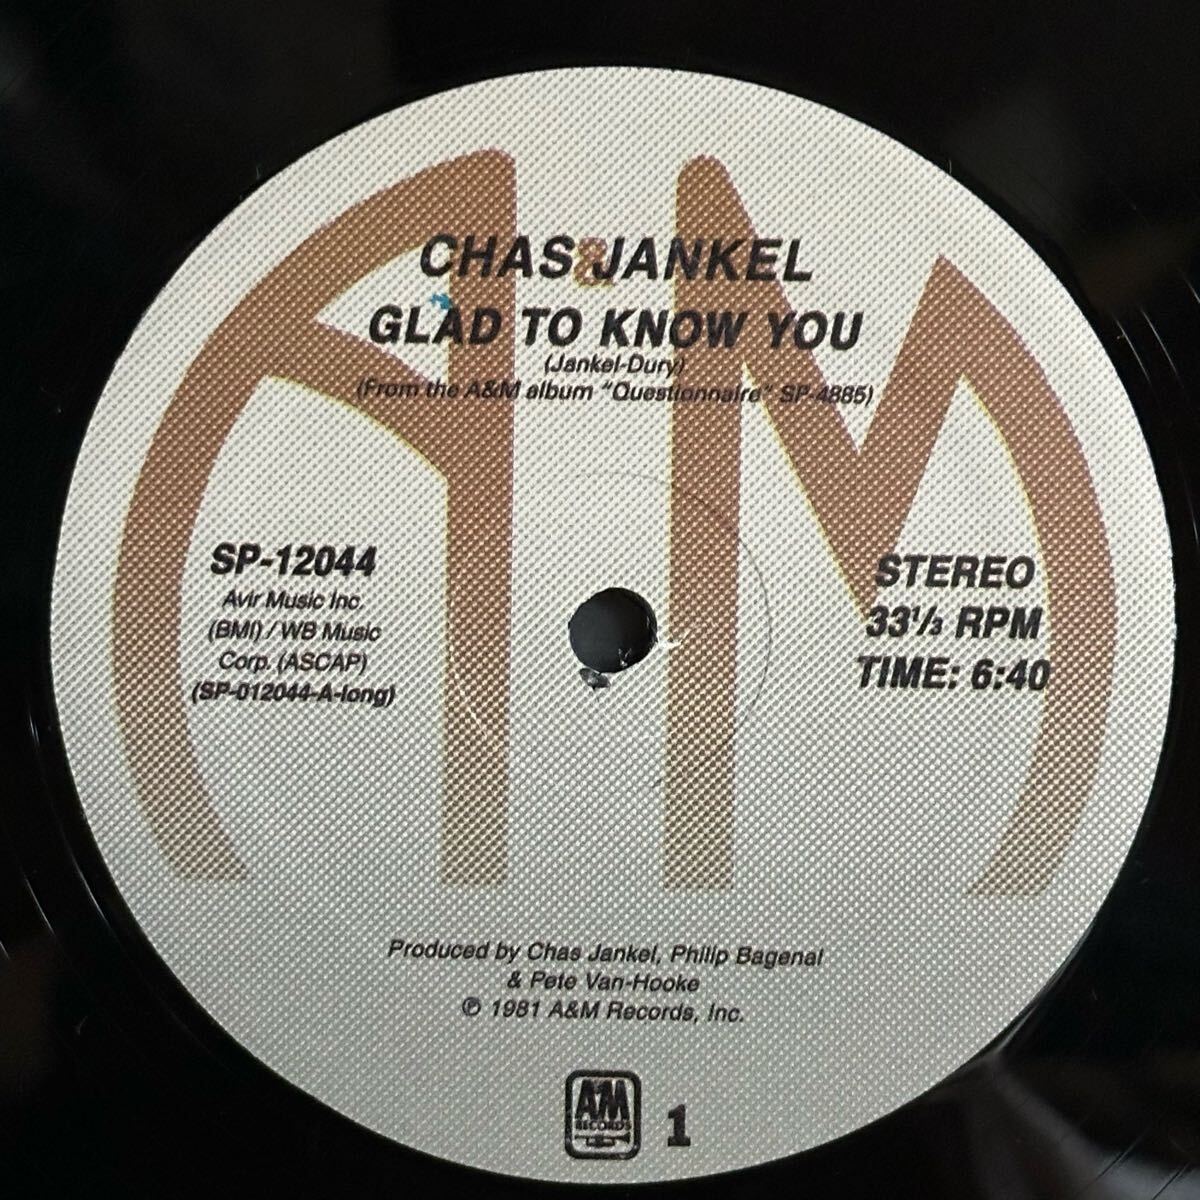 CHAS JANKEL
GLAD TO KNOW YOU
(Jankel-Dury)
(From the A&M album "Questionnaire" SP-4885)
SP-12044
Avir Music Inc.
(BMI) / WB Music
Corp. (ASCAP)
(SP-012044-A-long)
STEREO
33⅓ RPM
TIME: 6:40
Produced by Chas Jankel, Philip Bagenal
& Pete Van-Hooke
℗ 1981 A&M Records, Inc.
A&M
RECORDS
1